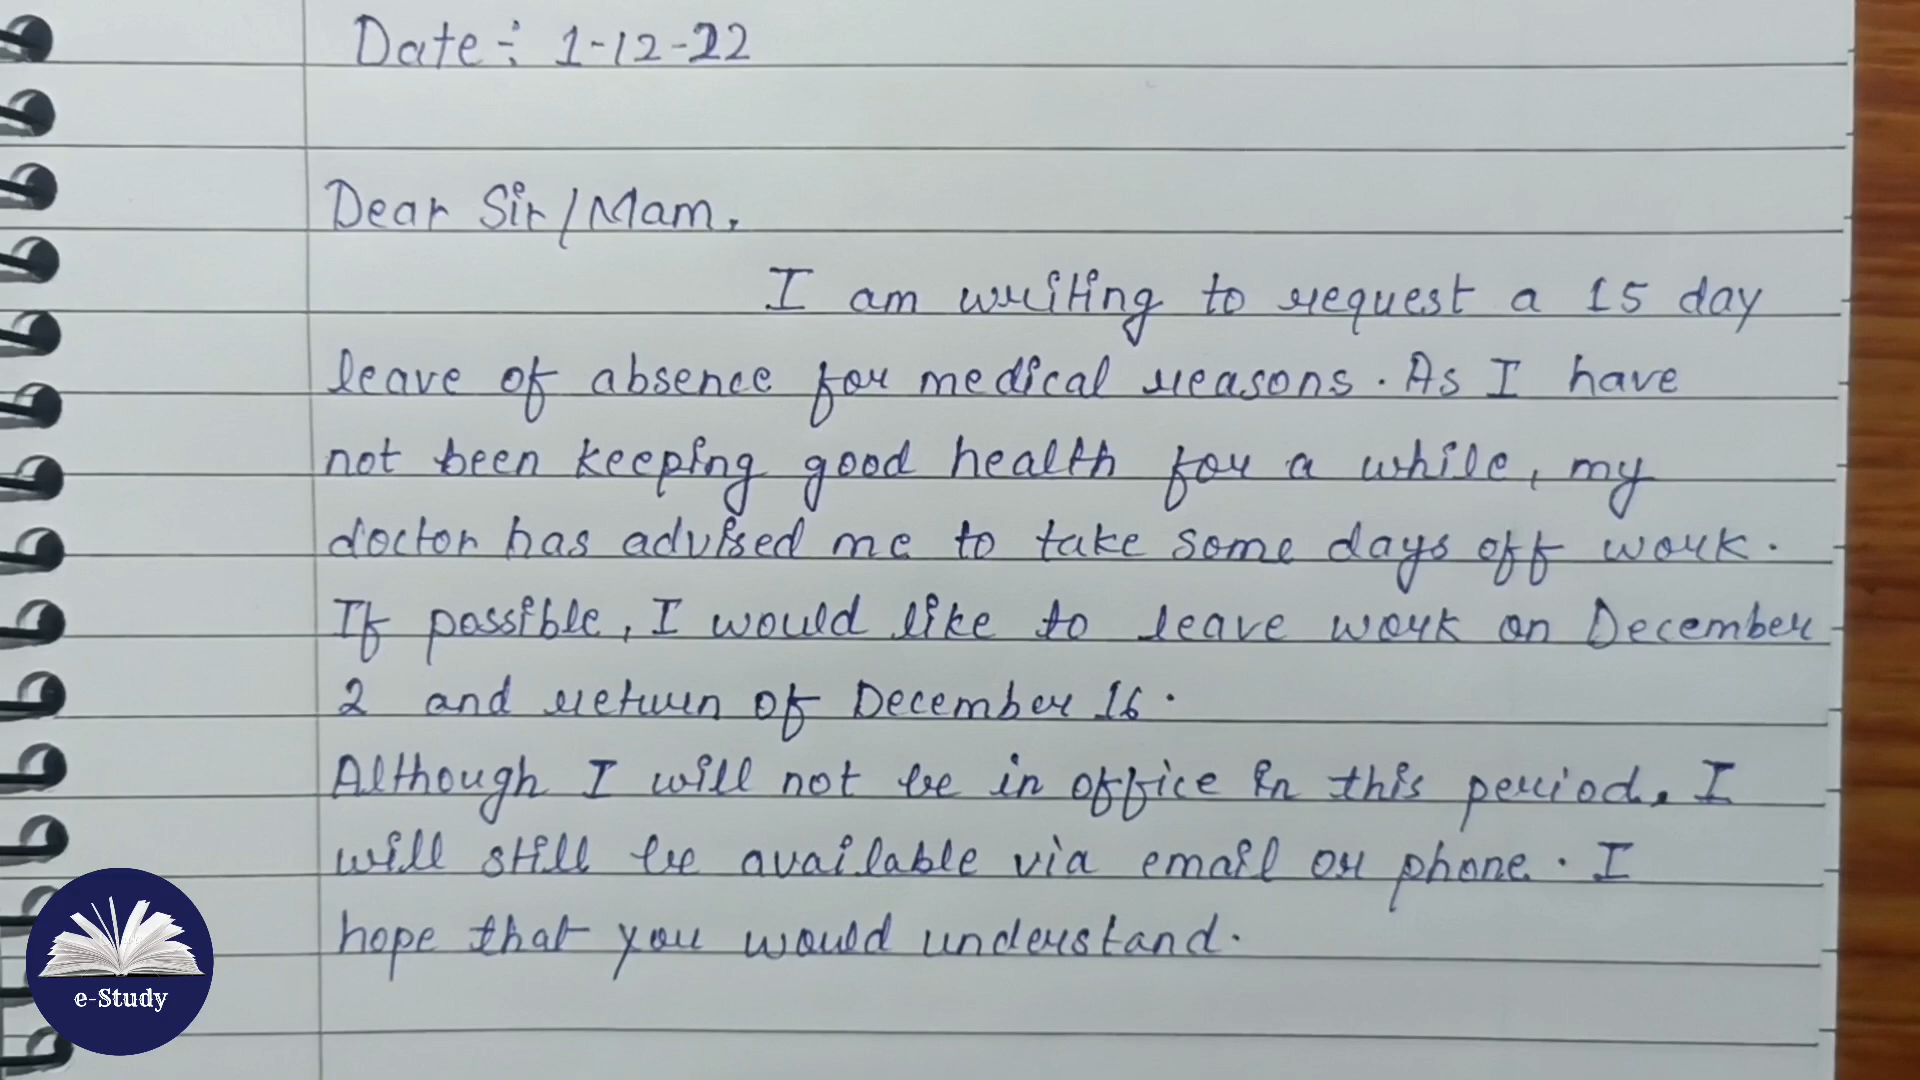 Date ÷ 1-12-22
Dear Sir/Mam,
I am writing to request a 15 day
leave of absence for medical reasons. As I have
not been keeping good health for a while, my
doctor has advised me to take some days off work.
If possible, I would like to leave work on December
2 and return of December 16.
Although I will not be in office in this period, I
will still be available via email or phone. I
hope that you would understand.
e-Study